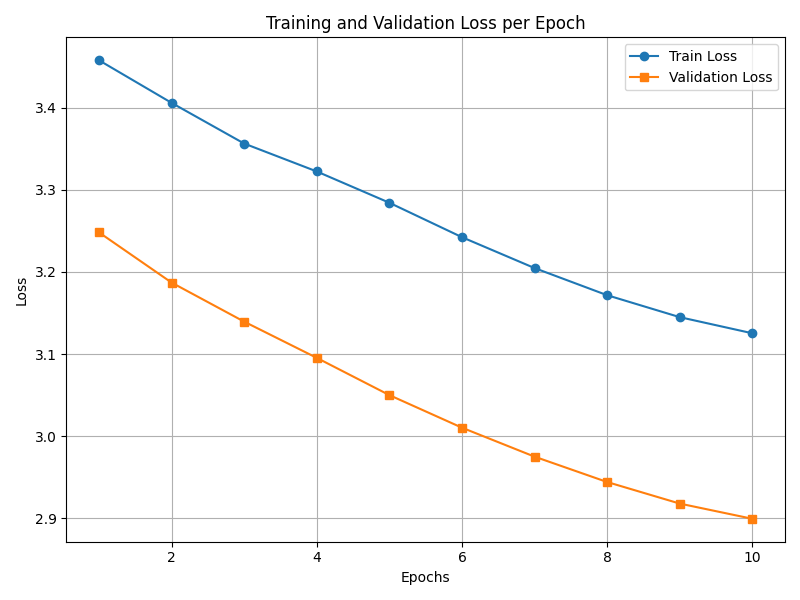 Training and Validation Loss per Epoch
Train Loss
Validation Loss
3.4
3.3
3.2
3.1
3.0
2.9
Loss
2 4 6 8 10
Epochs